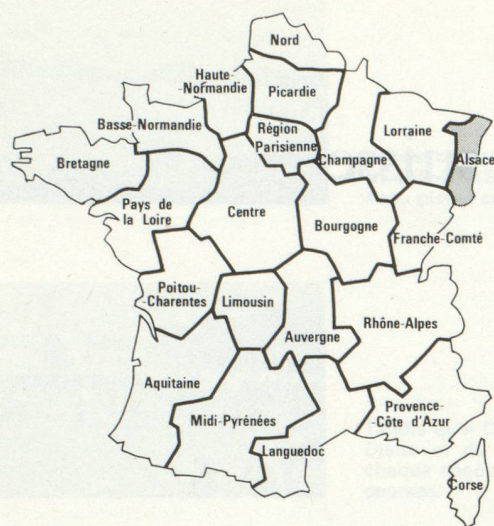 Nord
Haute-
Normandie
Picardie
Basse-Normandie
Région
Parisienne
Lorraine
Alsace
Champagne
Bretagne
Pays de
la Loire
Centre
Bourgogne
Franche-Comté
Poitou-
Charentes
Limousin
Auvergne
Rhône-Alpes
Aquitaine
Midi-Pyrénées
Provence-
Côte d'Azur
Languedoc
Corse